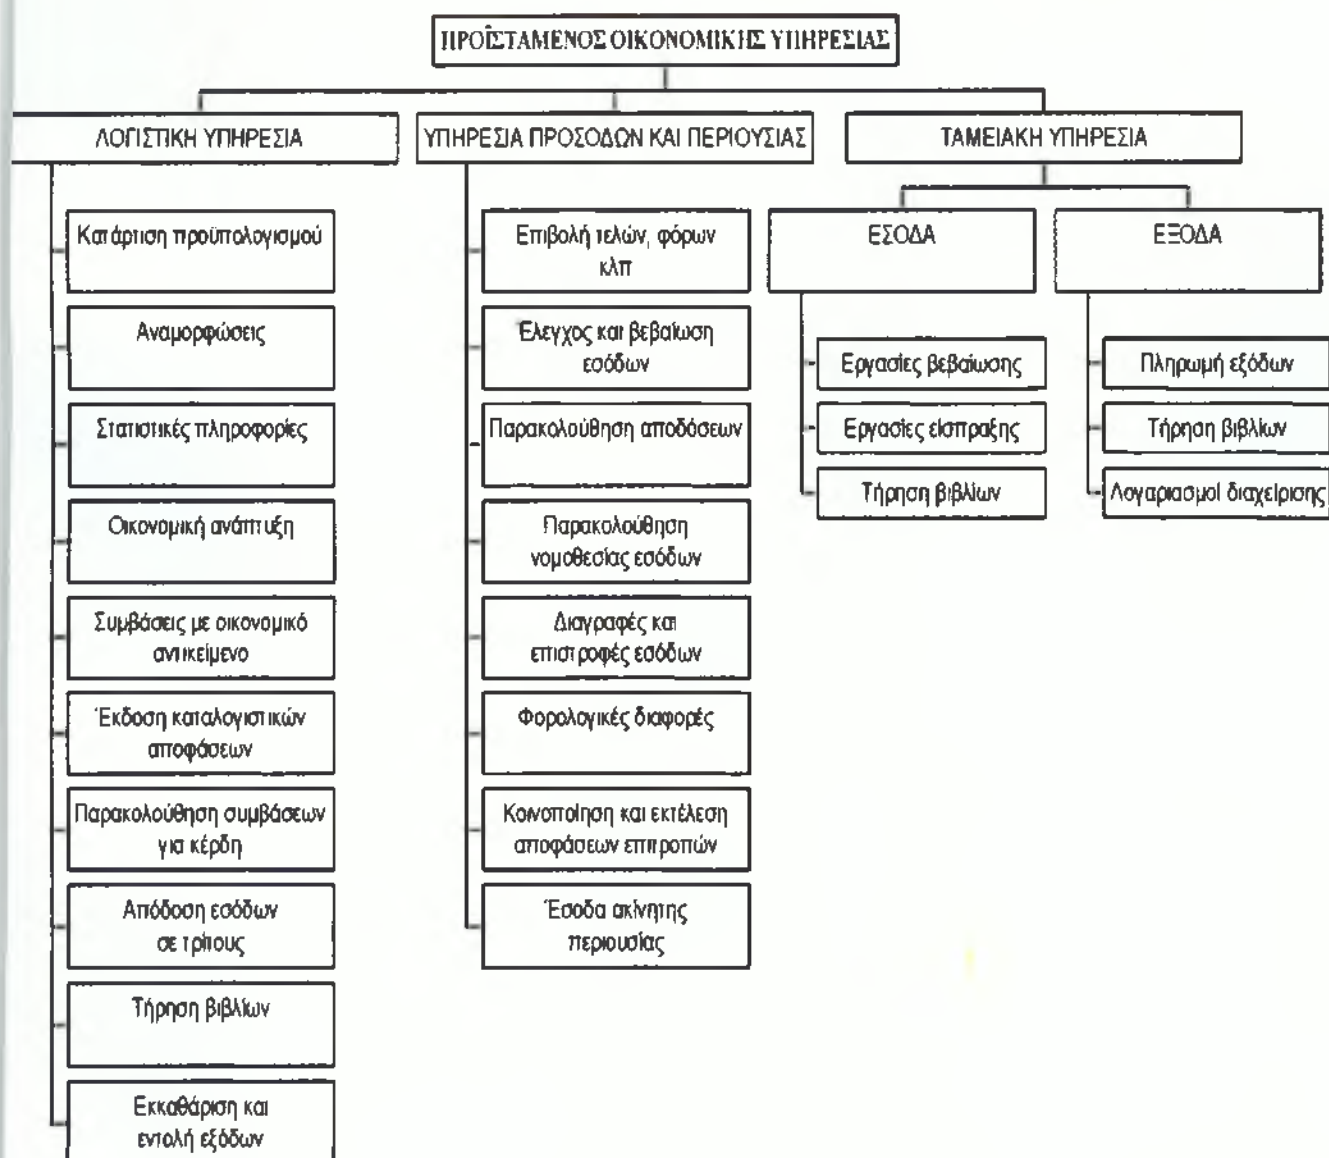 ΠΡΟΪΣΤΑΜΕΝΟΣ ΟΙΚΟΝΟΜΙΚΗΣ ΥΠΗΡΕΣΙΑΣ
ΛΟΓΙΣΤΙΚΗ ΥΠΗΡΕΣΙΑ
Κατάρτιση προϋπολογισμού
Αναμορφώσεις
Στατιστικές πληροφορίες
Οικονομική ανάπτυξη
Συμβάσεις με οικονομικό
αντικείμενο
Έκδοση καταλογιστικών
αποφάσεων
Παρακολούθηση συμβάσεων
για κέρδη
Απόδοση εσόδων
σε τρίτους
Τήρηση βιβλίων
Εκκαθάριση και
εντολή εξόδων
ΥΠΗΡΕΣΙΑ ΠΡΟΣΟΔΩΝ ΚΑΙ ΠΕΡΙΟΥΣΙΑΣ
Επιβολή τελών, φόρων
κλπ
Έλεγχος και βεβαίωση
εσόδων
Παρακολούθηση αποδόσεων
Παρακολούθηση
νομοθεσίας εσόδων
Διαγραφές και
επιστροφές εσόδων
Φορολογικές διαφορές
Κοινοποίηση και εκτέλεση
αποφάσεων επιτροπών
Έσοδα ακίνητης
περιουσίας
ΤΑΜΕΙΑΚΗ ΥΠΗΡΕΣΙΑ
ΕΣΟΔΑ
Εργασίες βεβαίωσης
Εργασίες είσπραξης
Τήρηση βιβλίων
ΕΞΟΔΑ
Πληρωμή εξόδων
Τήρηση βιβλίων
Λογαριασμοί διαχείρισης